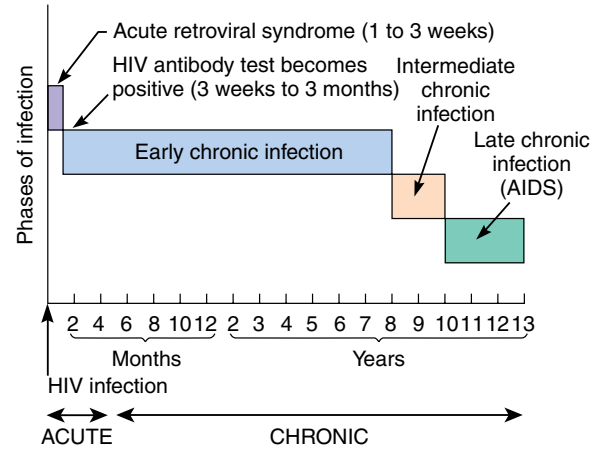 Acute retroviral syndrome (1 to 3 weeks)
HIV antibody test becomes
positive (3 weeks to 3 months)
Intermediate
chronic
infection
Late chronic
infection
(AIDS)
Early chronic infection
Phases of infection
2 4 6 8 10 12 2 3 4 5 6 7 8 9 10 11 12 13
Months Years
HIV infection
ACUTE CHRONIC